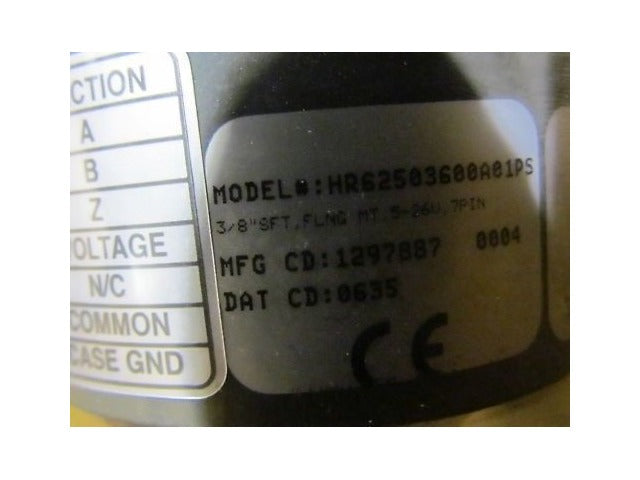 CTION
A
B
Z
OLTAGE
N/C
COMMON
CASE GND
MODEL#:HR62503600A01PS
3/8"SFT,FLNG MT,5-26V,7PIN
MFG CD:1297887 0004
DAT CD:0635
CE